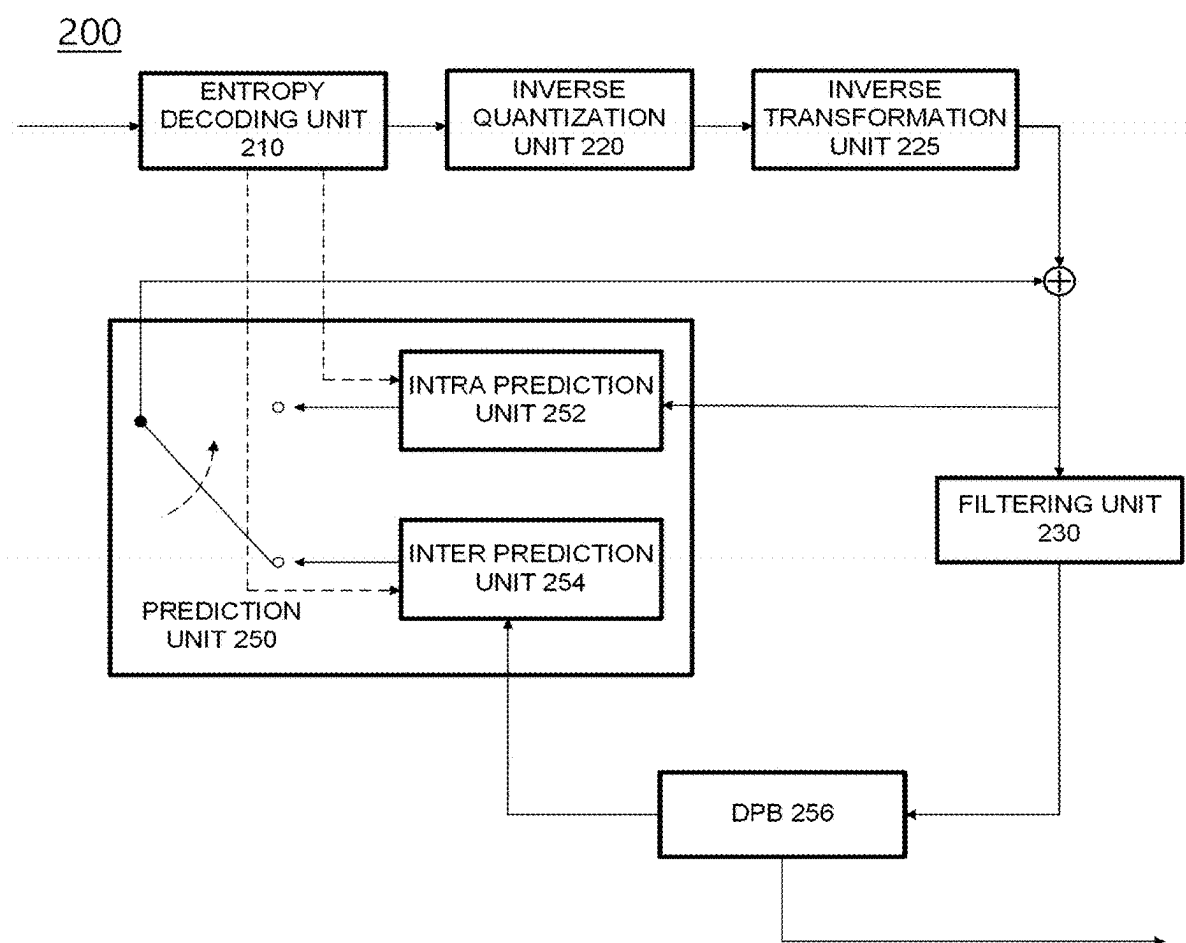 200
ENTROPY
DECODING UNIT
210
INVERSE
QUANTIZATION
UNIT 220
INVERSE
TRANSFORMATION
UNIT 225
INTRA PREDICTION
UNIT 252
FILTERING UNIT
230
INTER PREDICTION
UNIT 254
PREDICTION
UNIT 250
DPB 256